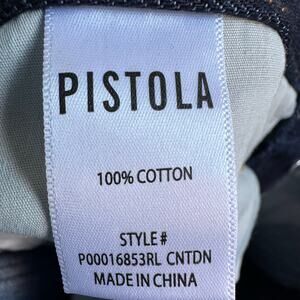 PISTOLA
100% COTTON
STYLE#
P00016853RL CNTDN
MADE IN CHINA